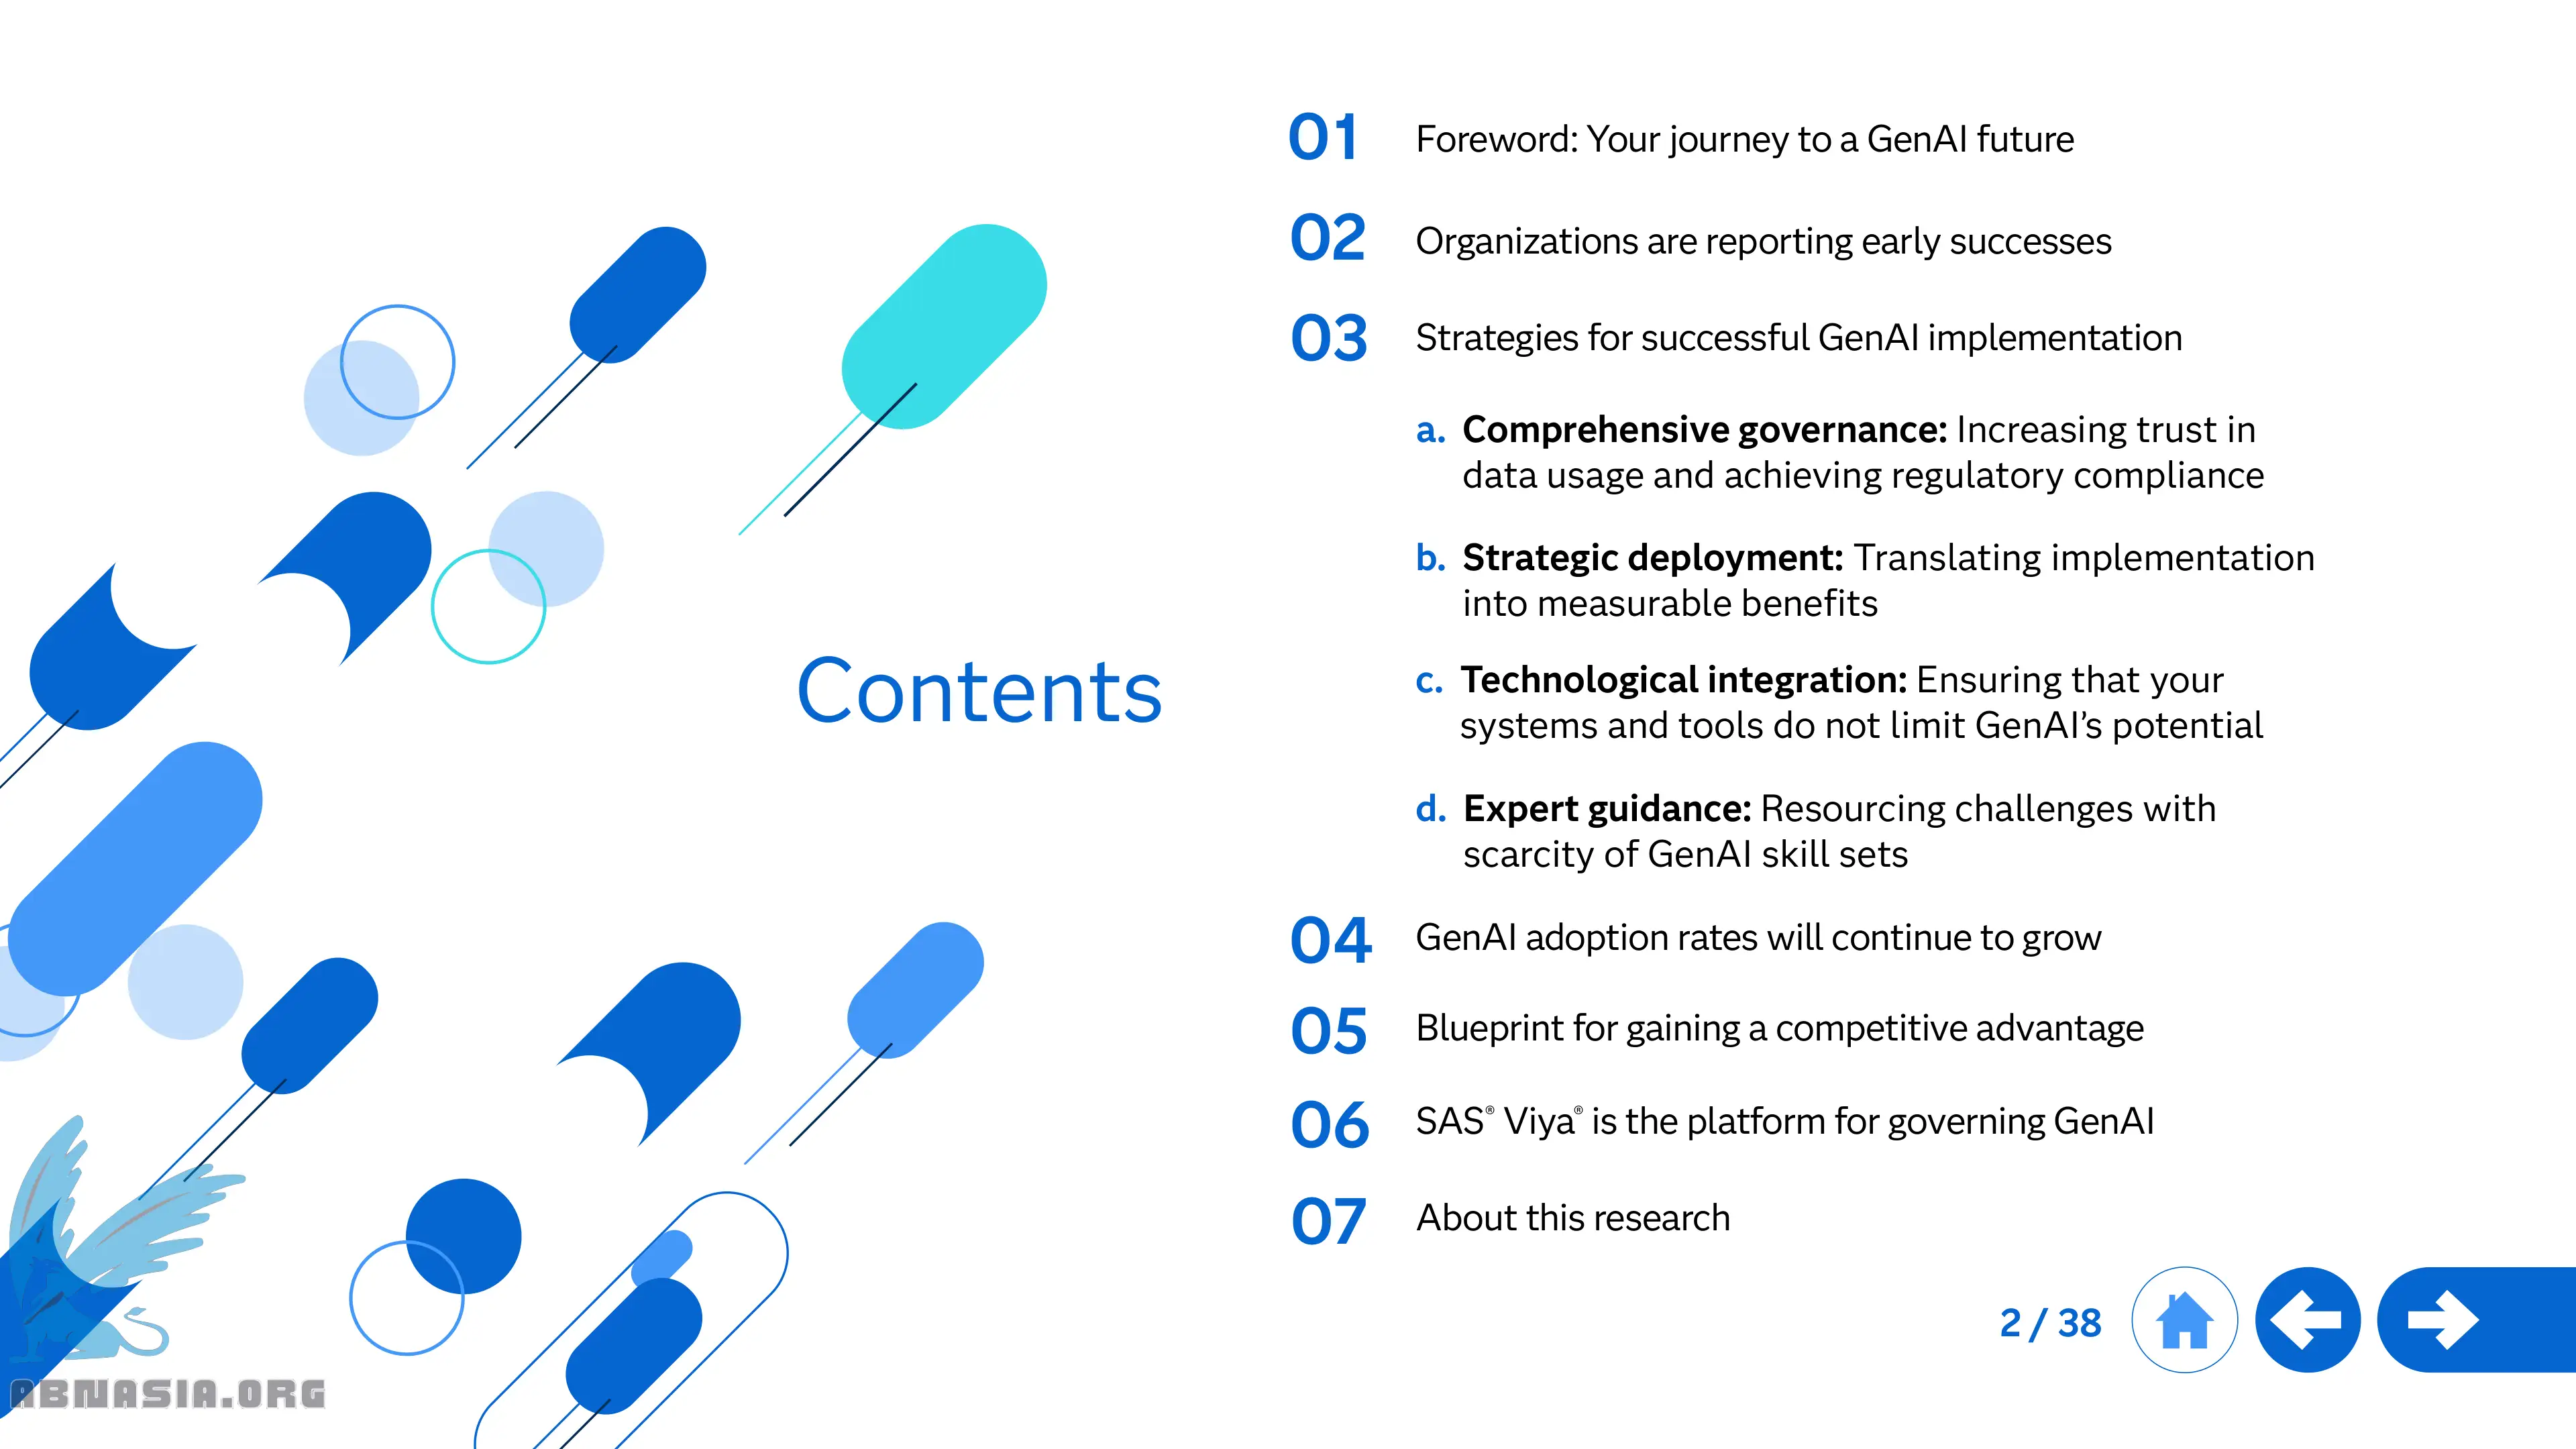 Contents
01 Foreword: Your journey to a GenAI future
02 Organizations are reporting early successes
03 Strategies for successful GenAI implementation
a. Comprehensive governance: Increasing trust in
data usage and achieving regulatory compliance
b. Strategic deployment: Translating implementation
into measurable benefits
c. Technological integration: Ensuring that your
systems and tools do not limit GenAI’s potential
d. Expert guidance: Resourcing challenges with
scarcity of GenAI skill sets
04 GenAI adoption rates will continue to grow
05 Blueprint for gaining a competitive advantage
06 SAS® Viya® is the platform for governing GenAI
07 About this research
2 / 38
ABNASIA.ORG